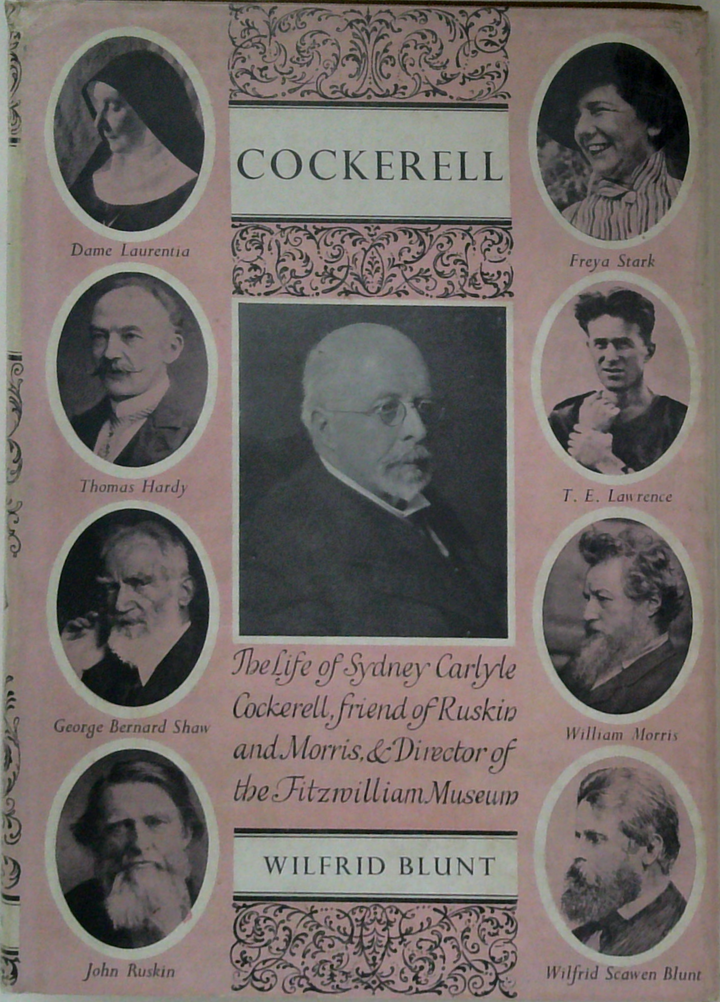 COCKERELL
Dame Laurentia
Freya Stark
Thomas Hardy
T. E. Lawrence
George Bernard Shaw
William Morris
John Ruskin
Wilfrid Scawen Blunt
The Life of Sydney Carlyle
Cockerell, friend of Ruskin
and Morris, & Director of
the Fitzwilliam Museum
WILFRID BLUNT